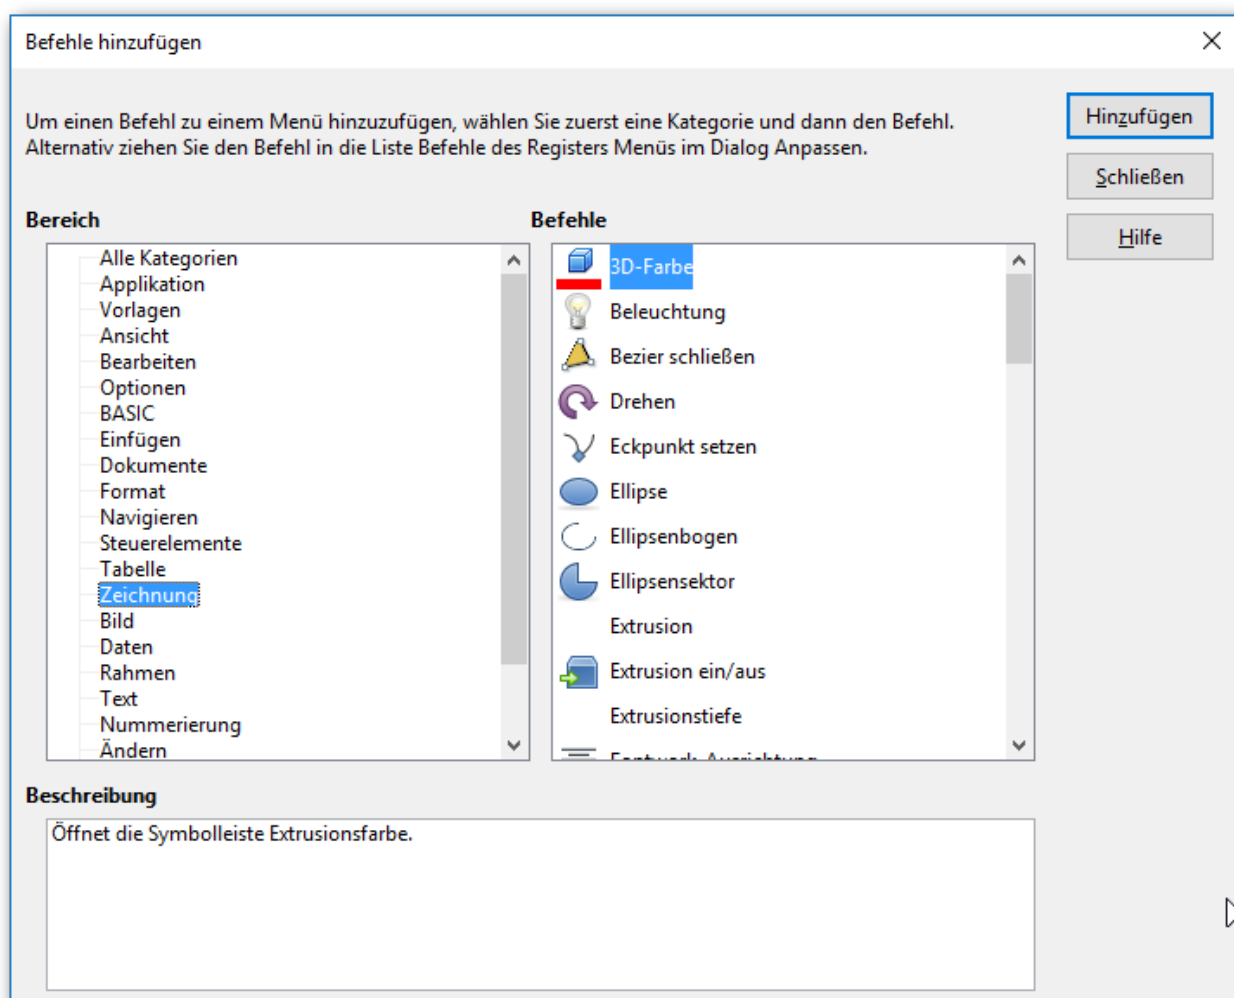 Befehle hinzufügen
Um einen Befehl zu einem Menü hinzuzufügen, wählen Sie zuerst eine Kategorie und dann den Befehl.
Alternativ ziehen Sie den Befehl in die Liste Befehle des Registers Menüs im Dialog Anpassen.
Hinzufügen
Schließen
Hilfe
Bereich
Alle Kategorien
Applikation
Vorlagen
Ansicht
Bearbeiten
Optionen
BASIC
Einfügen
Dokumente
Format
Navigieren
Steuerelemente
Tabelle
Zeichnung
Bild
Daten
Rahmen
Text
Nummerierung
Ändern
Befehle
3D-Farbe
Beleuchtung
Bezier schließen
Drehen
Eckpunkt setzen
Ellipse
Ellipsenbogen
Ellipsensektor
Extrusion
Extrusion ein/aus
Extrusionstiefe
Fontwork-Ausrichtung
Beschreibung
Öffnet die Symbolleiste Extrusionsfarbe.